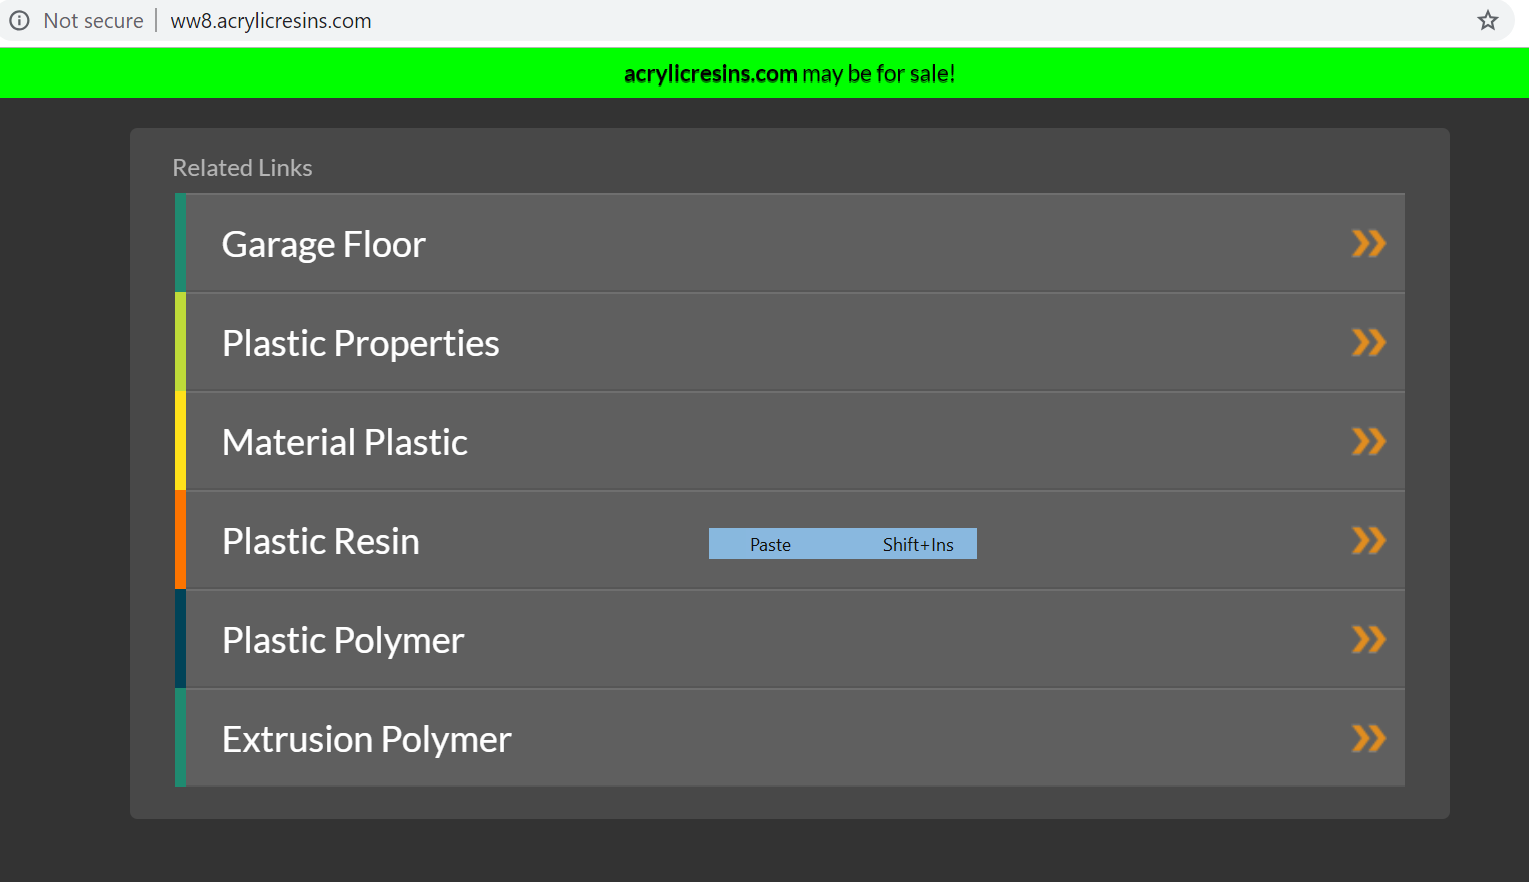 Not secure | ww8.acrylicresins.com
acrylicresins.com may be for sale!
Related Links
Garage Floor
Plastic Properties
Material Plastic
Plastic Resin
Paste Shift+Ins
Plastic Polymer
Extrusion Polymer